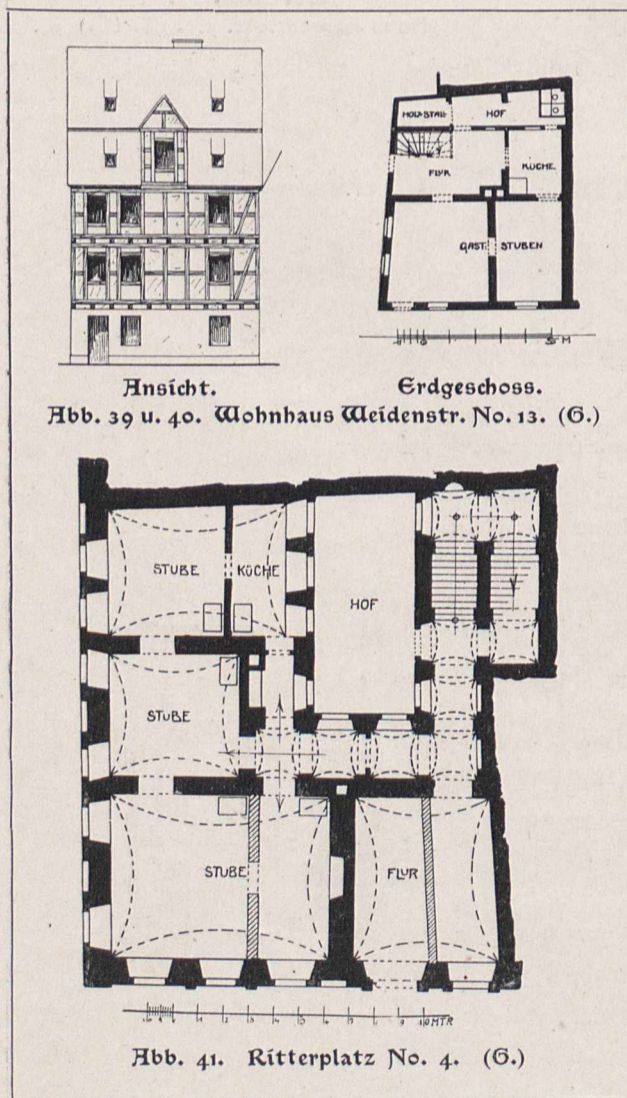 HOLZSTALL HOF
FLUR KÜCHE
GAST STUBEN
Ansicht. Erdgeschoss.
Abb. 39 u. 40. Wohnhaus Weidenstr. No. 13. (G.)
STUBE KÜCHE HOF
STUBE
STUBE FLUR
10 MTR
Abb. 41. Ritterplatz No. 4. (G.)